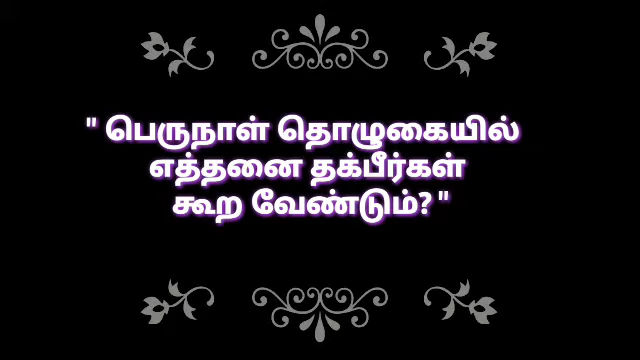 " பெருநாள் தொழுகையில்
எத்தனை தக்பீர்கள்
கூற வேண்டும்? "